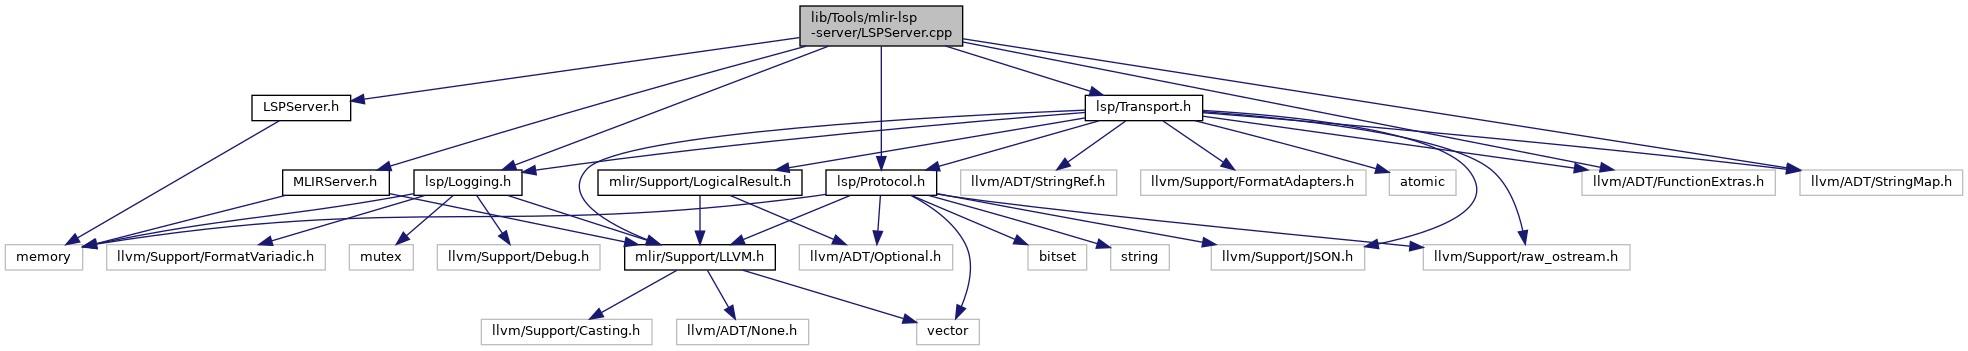 lib/Tools/mlir-lsp
-server/LSPServer.cpp
LSPServer.h
lsp/Transport.h
MLIRServer.h
lsp/Logging.h
mlir/Support/LogicalResult.h
lsp/Protocol.h
llvm/ADT/StringRef.h
llvm/Support/FormatAdapters.h
atomic
llvm/ADT/FunctionExtras.h
llvm/ADT/StringMap.h
memory
llvm/Support/FormatVariadic.h
mutex
llvm/Support/Debug.h
mlir/Support/LLVM.h
llvm/ADT/Optional.h
bitset
string
llvm/Support/JSON.h
llvm/Support/raw_ostream.h
llvm/Support/Casting.h
llvm/ADT/None.h
vector